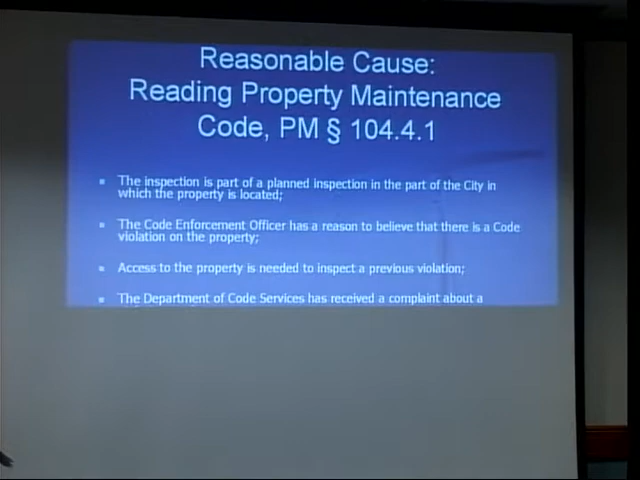 Reasonable Cause:
Reading Property Maintenance
Code, PM § 104.4.1
The inspection is part of a planned inspection in the part of the City in
which the property is located;
The Code Enforcement Officer has a reason to believe that there is a Code
violation on the property;
Access to the property is needed to inspect a previous violation;
The Department of Code Services has received a complaint about a